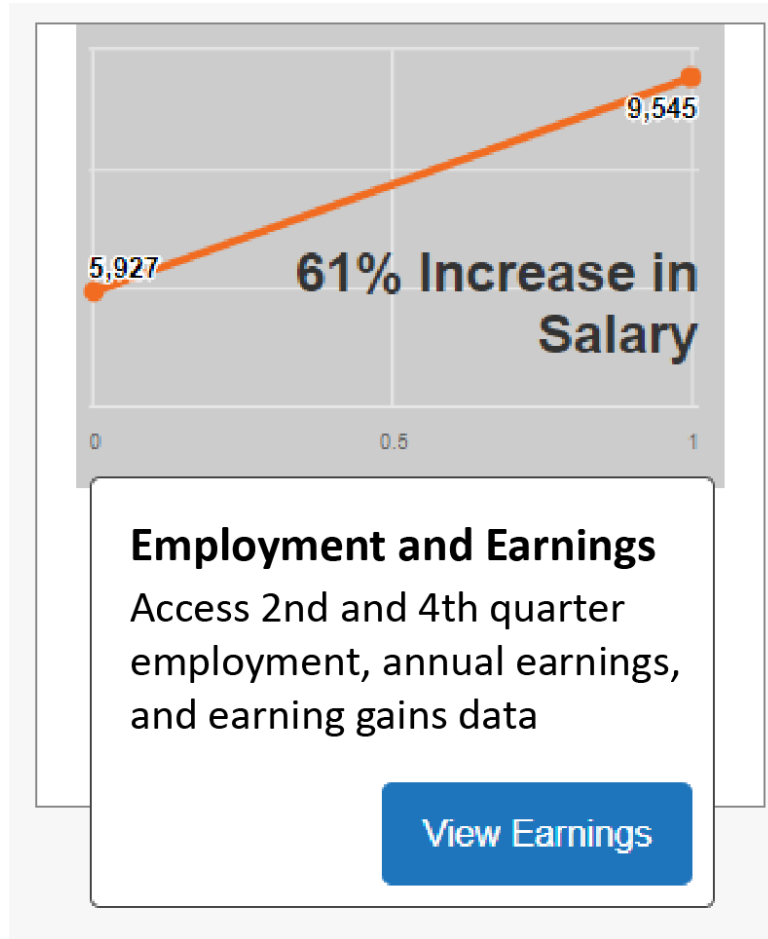 9,545
5,927
61% Increase in
Salary
0 0.5 1
Employment and Earnings
Access 2nd and 4th quarter
employment, annual earnings,
and earning gains data
View Earnings